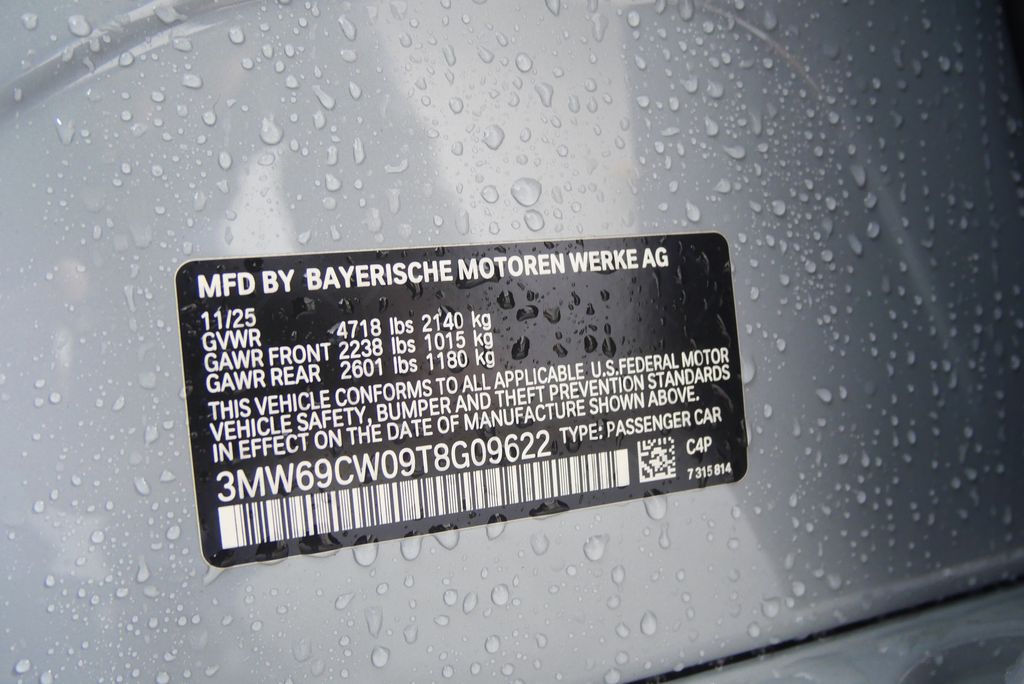 MFD BY BAYERISCHE MOTOREN WERKE AG
11/25
GVWR 4718 lbs 2140 kg
GAWR FRONT 2238 lbs 1015 kg
GAWR REAR 2601 lbs 1180 kg
THIS VEHICLE CONFORMS TO ALL APPLICABLE U.S.FEDERAL MOTOR
VEHICLE SAFETY, BUMPER AND THEFT PREVENTION STANDARDS
IN EFFECT ON THE DATE OF MANUFACTURE SHOWN ABOVE.
3MW69CW09T8G09622 TYPE: PASSENGER CAR
C4P
7 315 814